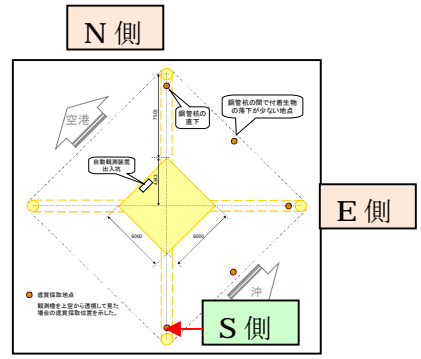 N 側
空港
7500
鋼管杭の
直下
鋼管杭の間で付着生物
の落下が少ない地点
自動観測装置
出入坑
4243
E 側
6000
6000
沖
底質採取地点
観測櫓を上空から透視して見た
場合の底質採取位置を示した。
S 側